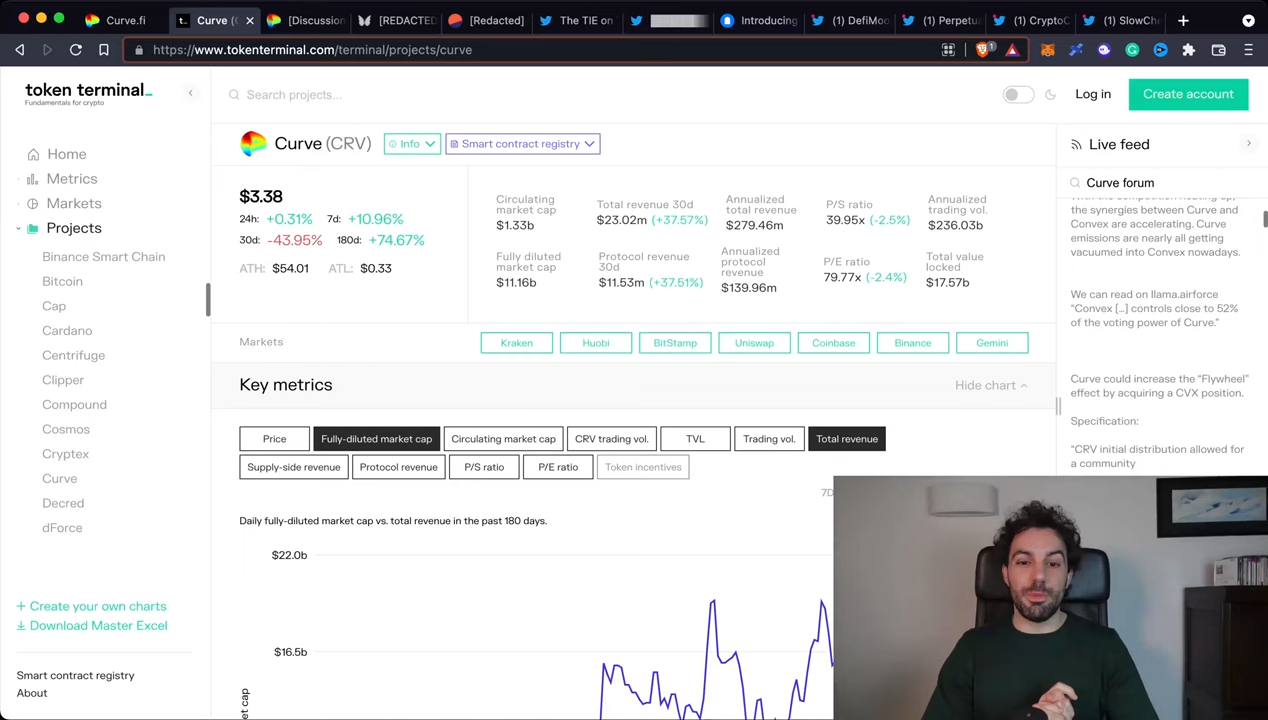 Curve.fi
Curve (C
[Discussion
[REDACTED
[Redacted]
The TIE on
Introducing
(1) DefiMoo
(1) Perpetu
(1) CryptoC
(1) SlowChe
https://www.tokenterminal.com/terminal/projects/curve
1
token terminal_
Fundamentals for crypto
Search projects...
Log in
Create account
Home
Metrics
Markets
Projects
Binance Smart Chain
Bitcoin
Cap
Cardano
Centrifuge
Clipper
Compound
Cosmos
Cryptex
Curve
Decred
dForce
+ Create your own charts
Download Master Excel
Smart contract registry
About
Curve (CRV)
Info
Smart contract registry
$3.38
24h: +0.31% 7d: +10.96%
30d: -43.95% 180d: +74.67%
ATH: $54.01 ATL: $0.33
Circulating
market cap
$1.33b
Total revenue 30d
$23.02m (+37.57%)
Annualized
total revenue
$279.46m
P/S ratio
39.95x (-2.5%)
Annualized
trading vol.
$236.03b
Fully diluted
market cap
$11.16b
Protocol revenue
30d
$11.53m (+37.51%)
Annualized
protocol
revenue
$139.96m
P/E ratio
79.77x (-2.4%)
Total value
locked
$17.57b
Markets
Kraken
Huobi
BitStamp
Uniswap
Coinbase
Binance
Gemini
Key metrics
Hide chart
Price
Fully-diluted market cap
Circulating market cap
CRV trading vol.
TVL
Trading vol.
Total revenue
Supply-side revenue
Protocol revenue
P/S ratio
P/E ratio
Token incentives
7D
Daily fully-diluted market cap vs. total revenue in the past 180 days.
$22.0b
$16.5b
et cap
Live feed
Curve forum
the synergies between Curve and
Convex are accelerating. Curve
emissions are nearly all getting
vacuumed into Convex nowadays.
We can read on llama.airforce
“Convex […] controls close to 52%
of the voting power of Curve.”
Curve could increase the “Flywheel”
effect by acquiring a CVX position.
Specification:
“CRV initial distribution allowed for
a community